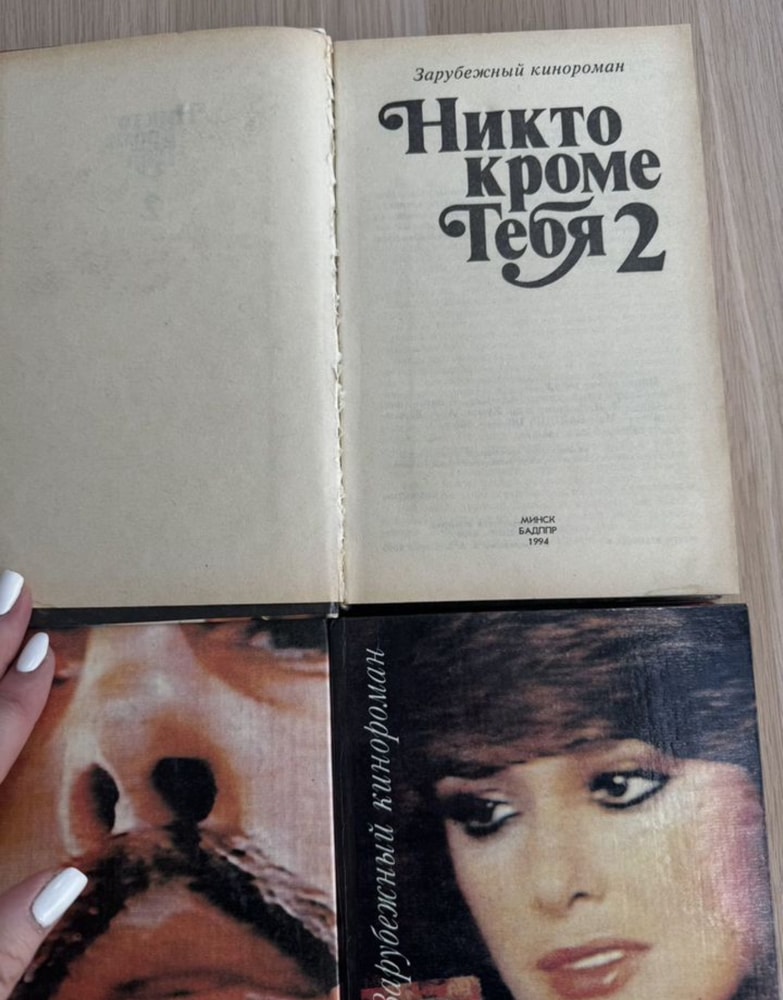 Зарубежный кинороман
Никто
кроме
Тебя 2
МИНСК
БАДППР
1994
Зарубежный кинороман